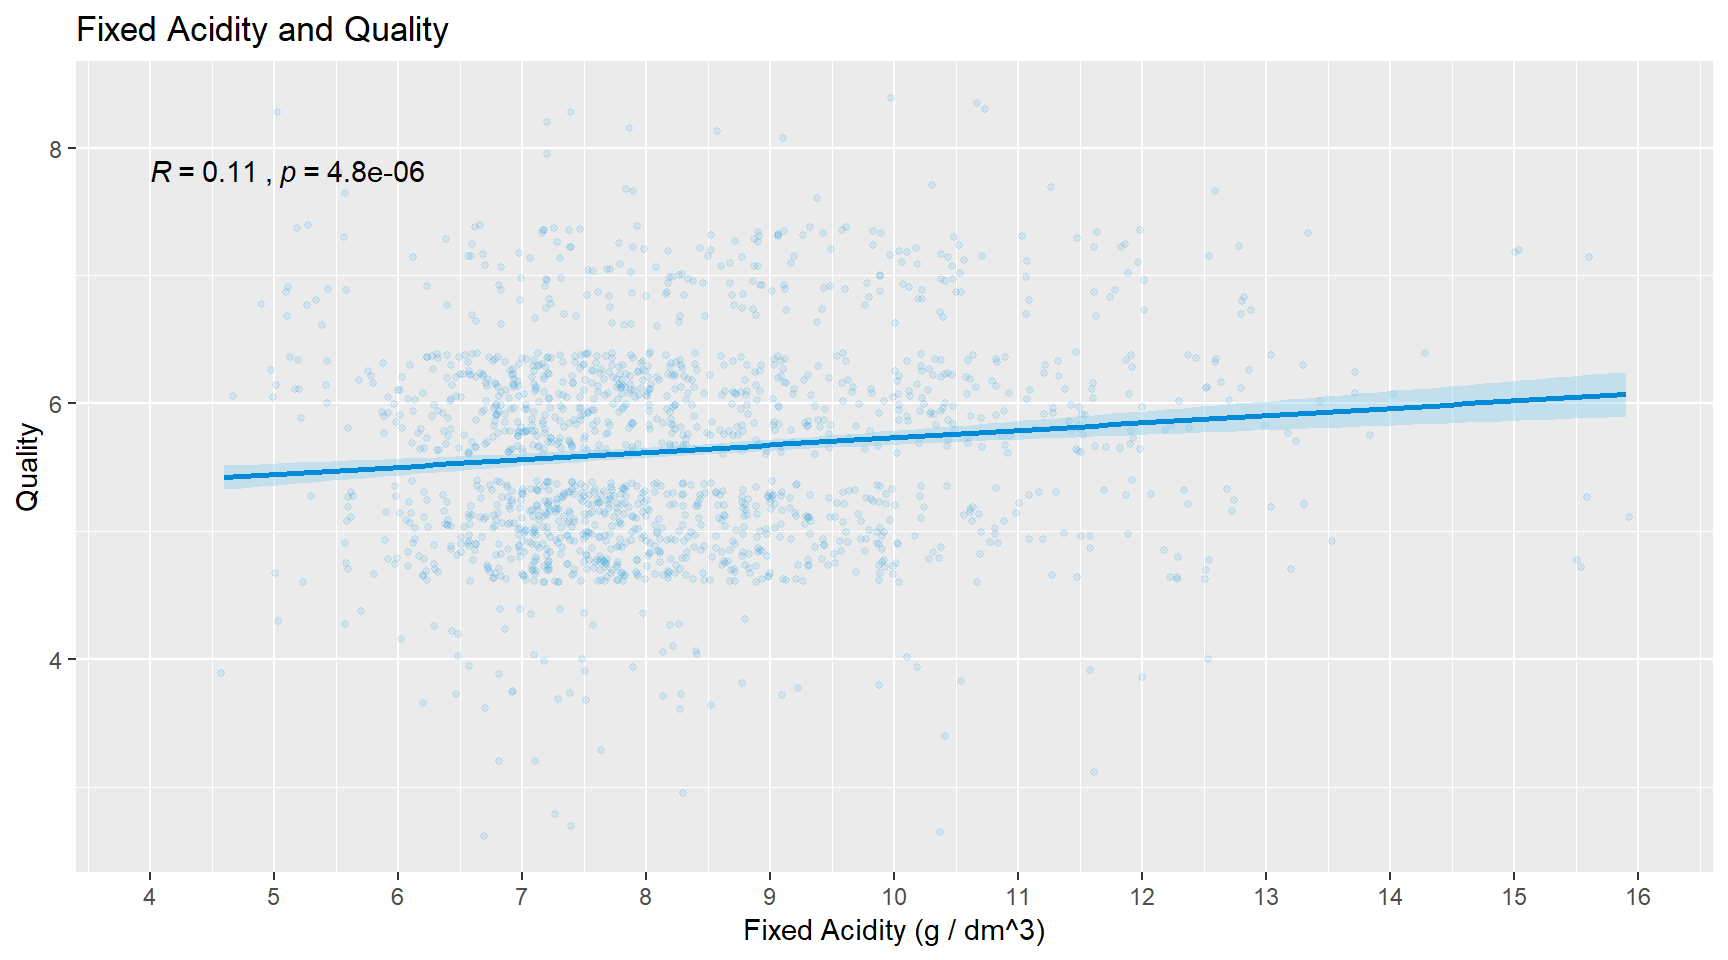 Fixed Acidity and Quality
R = 0.11 , p = 4.8e-06
8
6
4
Quality
4 5 6 7 8 9 10 11 12 13 14 15 16
Fixed Acidity (g / dm^3)